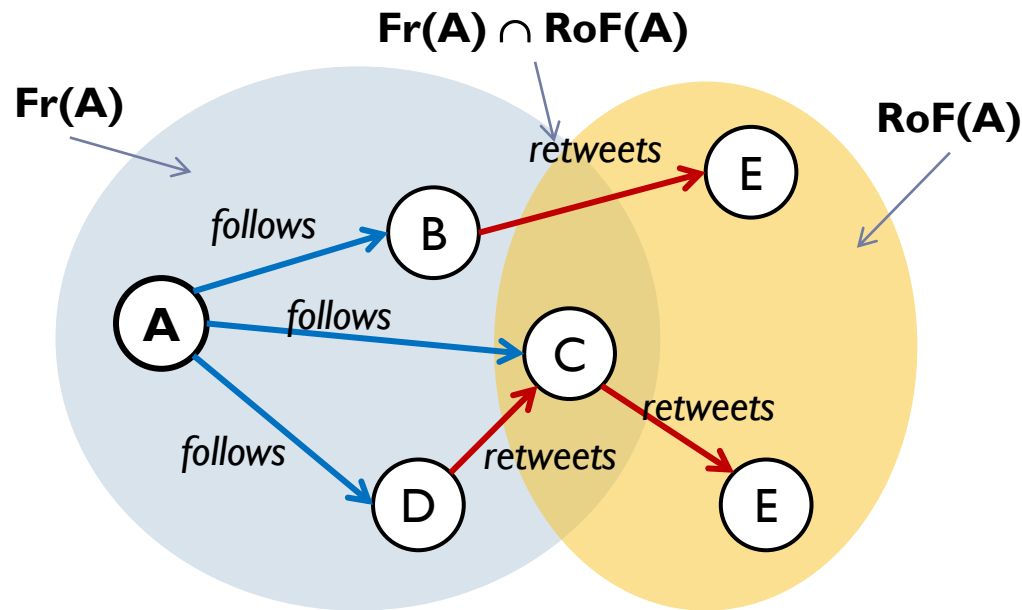 Fr(A) ∩ RoF(A)
Fr(A)
RoF(A)
retweets
E
follows
B
A
follows
C
retweets
follows
retweets
D
E